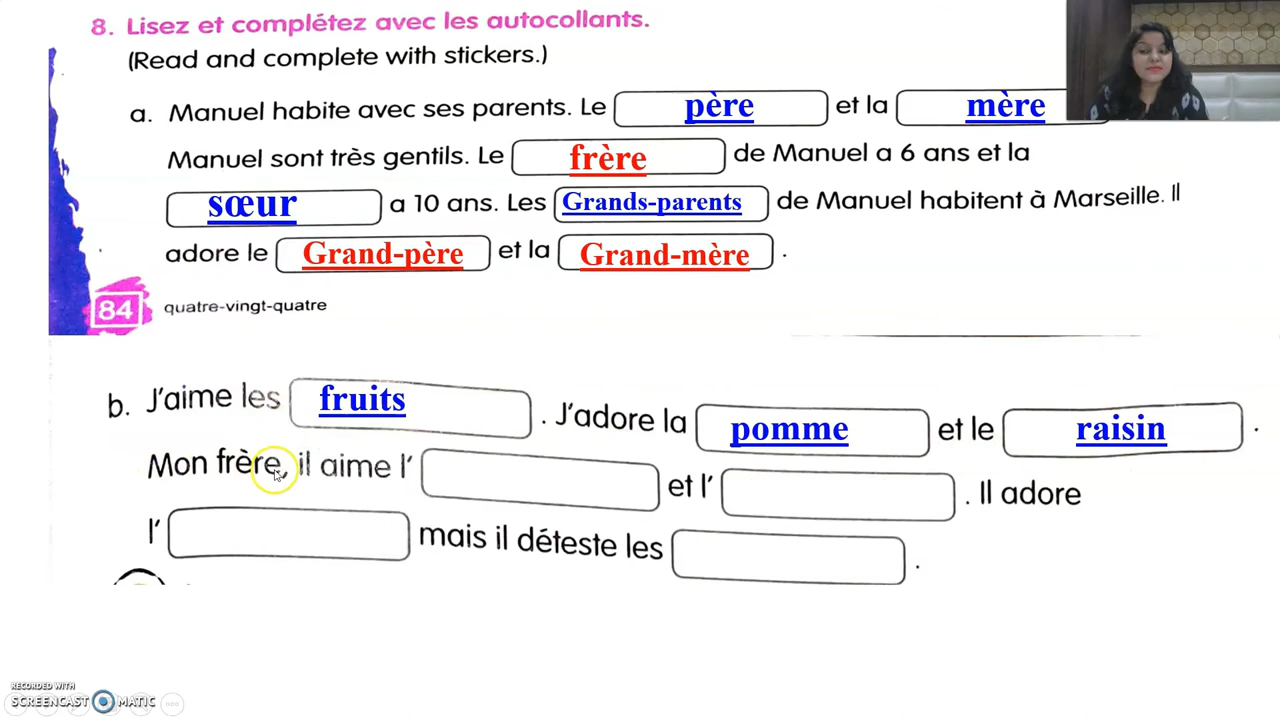 8. Lisez et complétez avec les autocollants.
(Read and complete with stickers.)
a. Manuel habite avec ses parents. Le père et la mère
Manuel sont très gentils. Le frère de Manuel a 6 ans et la
sœur a 10 ans. Les Grands-parents de Manuel habitent à Marseille. Il
adore le Grand-père et la Grand-mère .
84 quatre-vingt-quatre
b. J'aime les fruits . J'adore la pomme et le raisin .
Mon frère, il aime l' et l' . Il adore
l' mais il déteste les .
RECORDED WITH
SCREENCAST MATIC